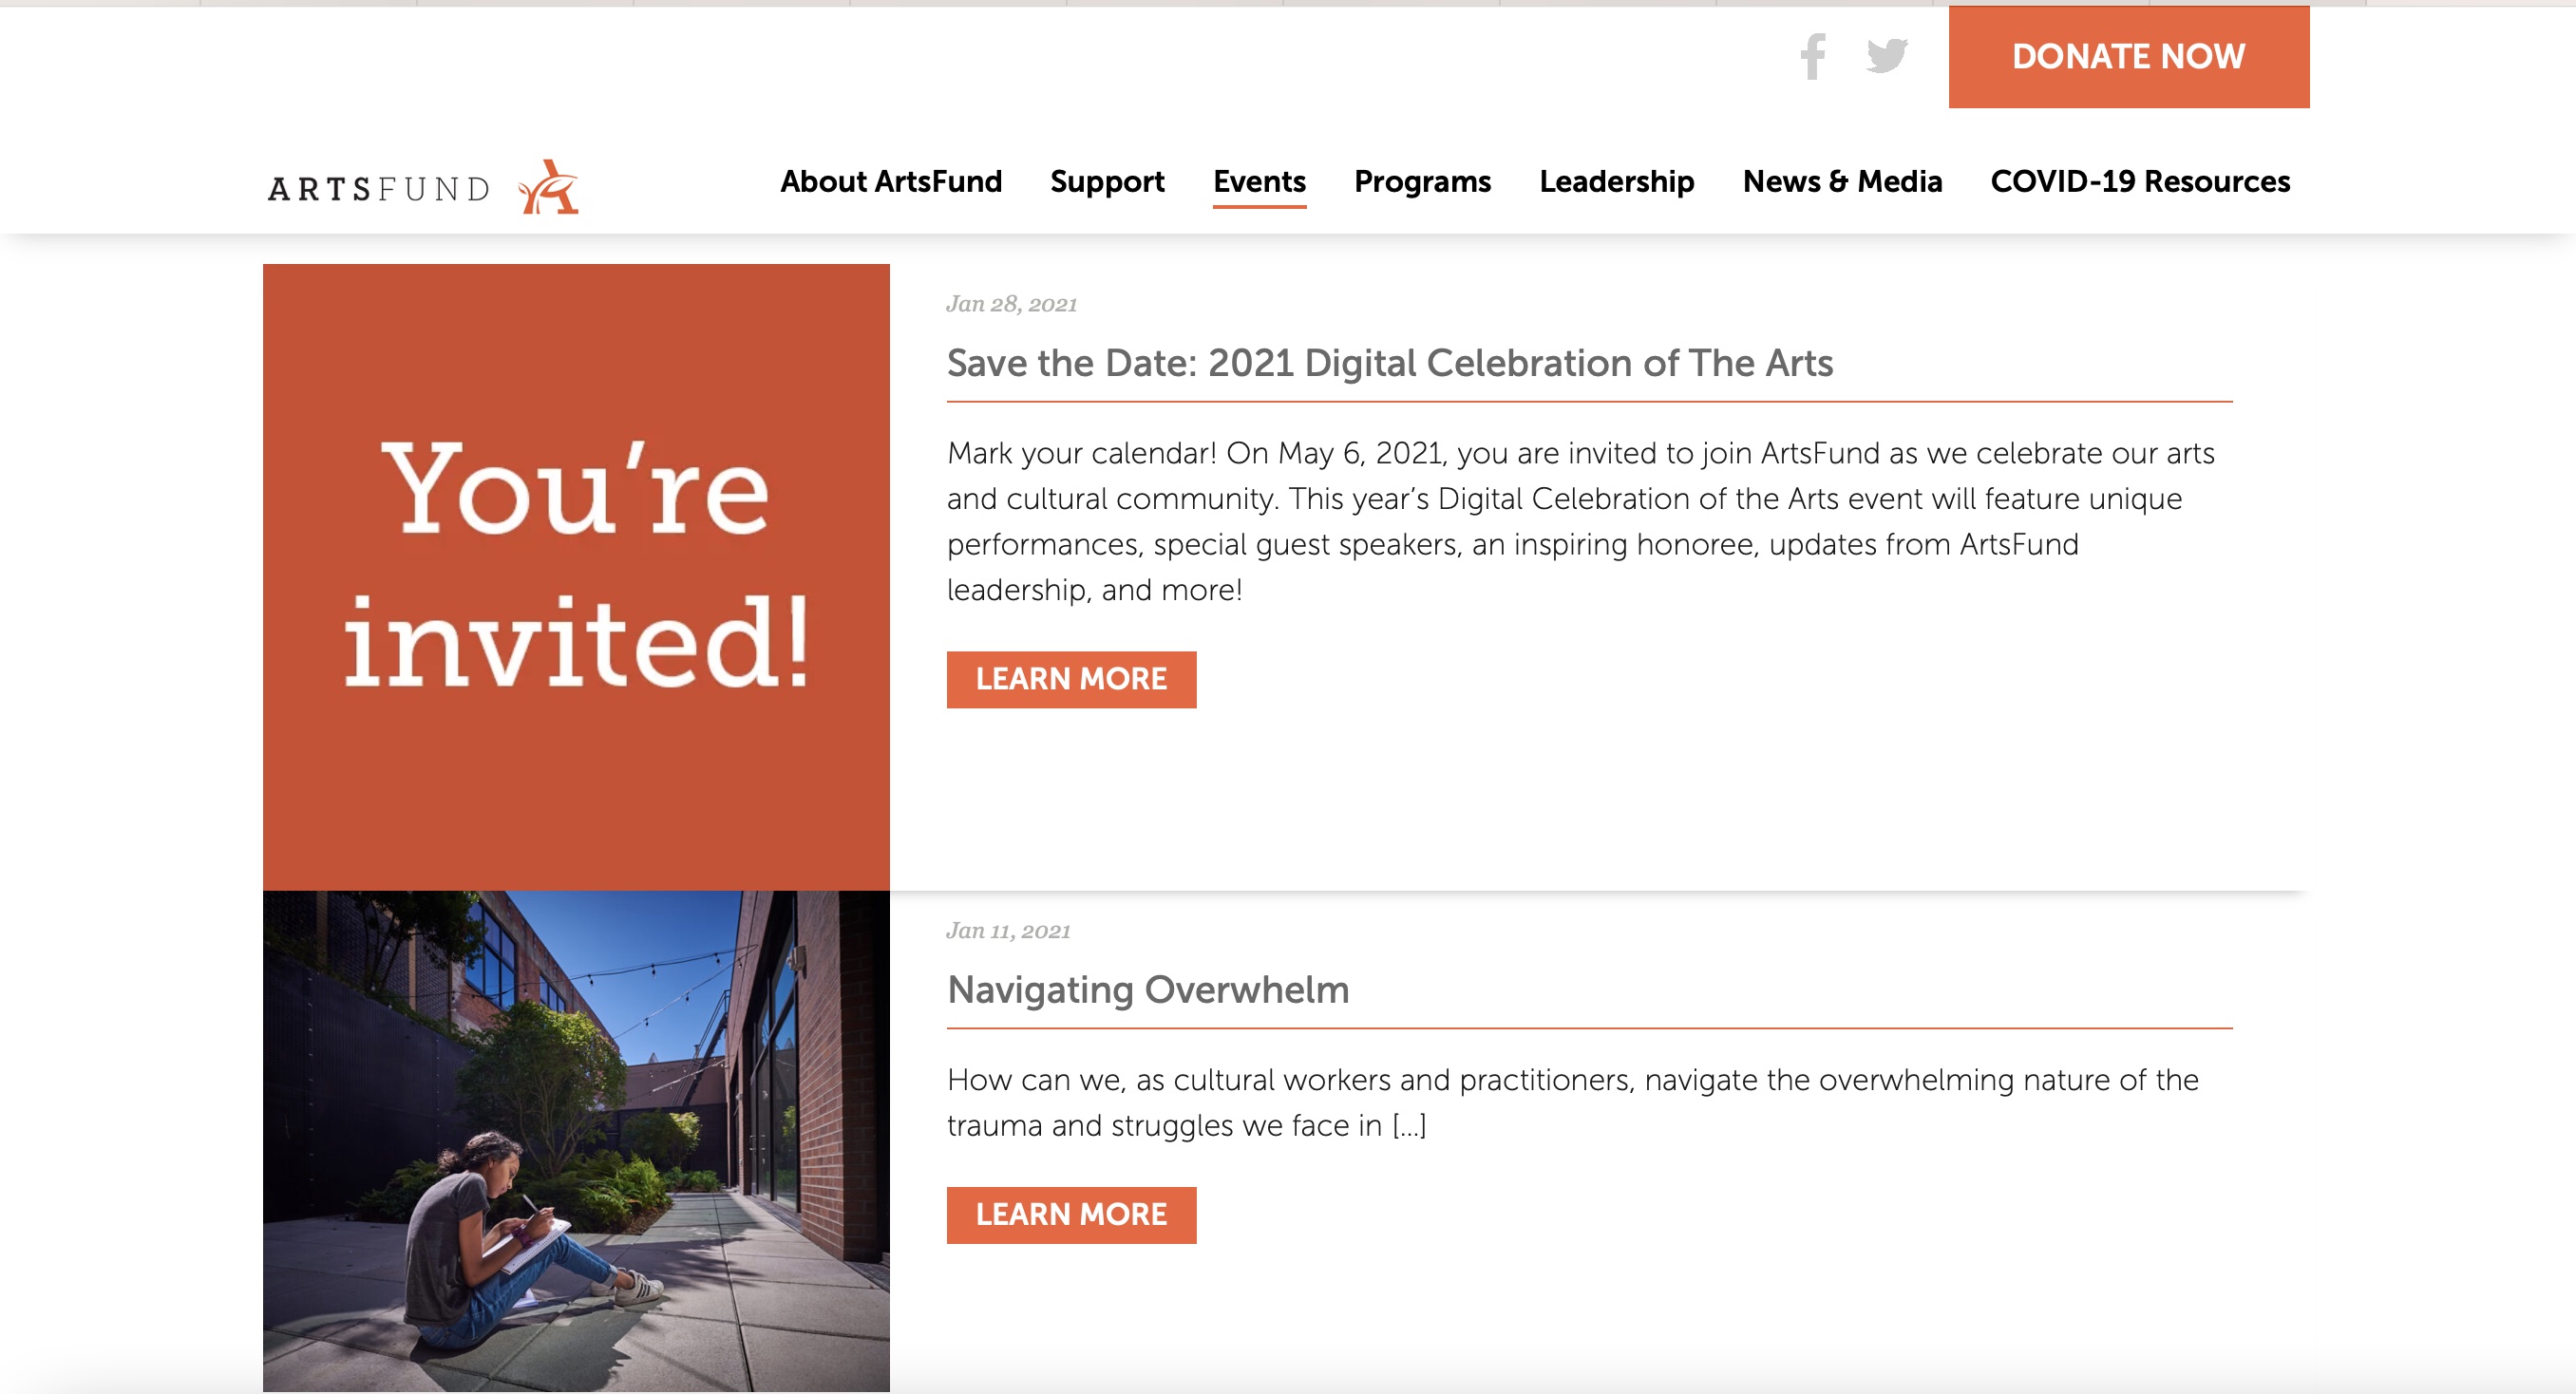 DONATE NOW
ARTSFUND
About ArtsFund Support Events Programs Leadership News & Media COVID-19 Resources
You're
invited!
Jan 28, 2021
Save the Date: 2021 Digital Celebration of The Arts
Mark your calendar! On May 6, 2021, you are invited to join ArtsFund as we celebrate our arts
and cultural community. This year's Digital Celebration of the Arts event will feature unique
performances, special guest speakers, an inspiring honoree, updates from ArtsFund
leadership, and more!
LEARN MORE
Jan 11, 2021
Navigating Overwhelm
How can we, as cultural workers and practitioners, navigate the overwhelming nature of the
trauma and struggles we face in [...]
LEARN MORE